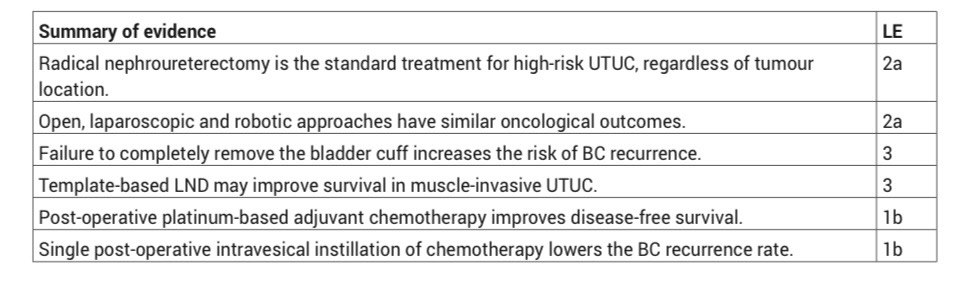 Summary of evidence LE
Radical nephroureterectomy is the standard treatment for high-risk UTUC, regardless of tumour 2a
location.
Open, laparoscopic and robotic approaches have similar oncological outcomes. 2a
Failure to completely remove the bladder cuff increases the risk of BC recurrence. 3
Template-based LND may improve survival in muscle-invasive UTUC. 3
Post-operative platinum-based adjuvant chemotherapy improves disease-free survival. 1b
Single post-operative intravesical instillation of chemotherapy lowers the BC recurrence rate. 1b